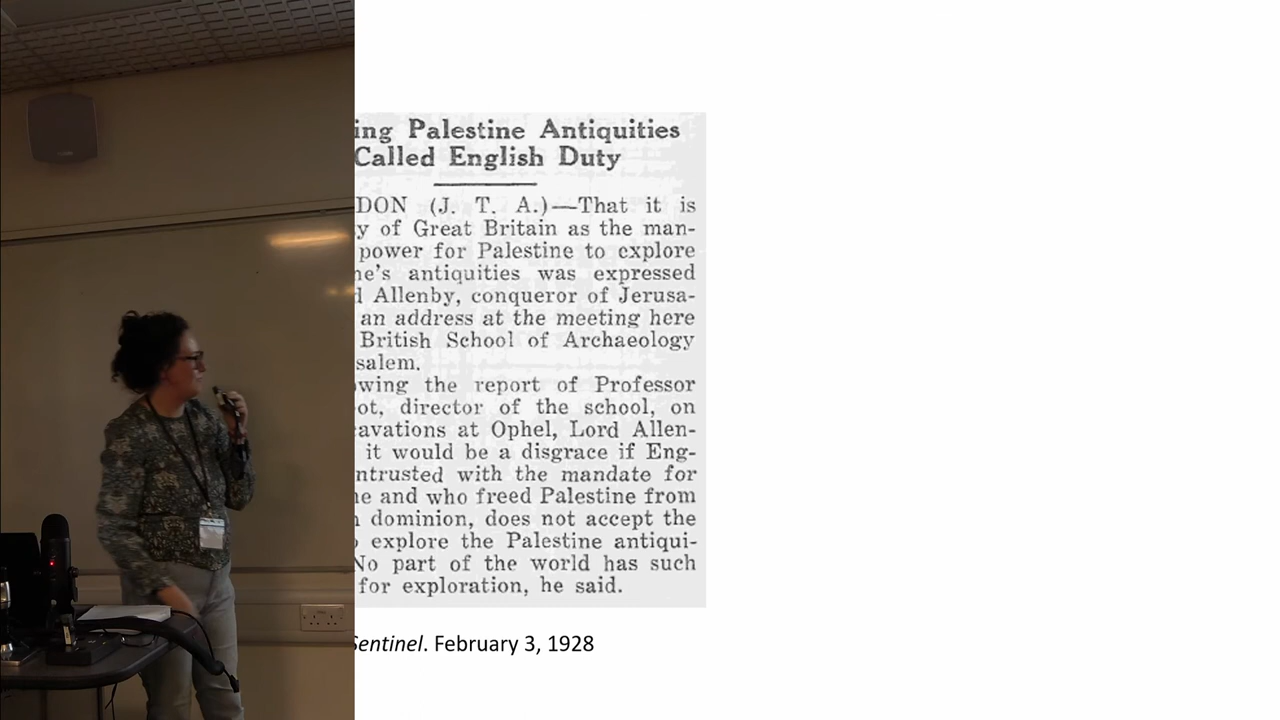 ing Palestine Antiquities
Called English Duty
DON (J. T. A.)—That it is
y of Great Britain as the man-
power for Palestine to explore
ne's antiquities was expressed
d Allenby, conqueror of Jerusa-
an address at the meeting here
British School of Archaeology
salem.
wing the report of Professor
ot, director of the school, on
avations at Ophel, Lord Allen-
it would be a disgrace if Eng-
ntrusted with the mandate for
ne and who freed Palestine from
n dominion, does not accept the
o explore the Palestine antiqui-
No part of the world has such
for exploration, he said.
Sentinel. February 3, 1928